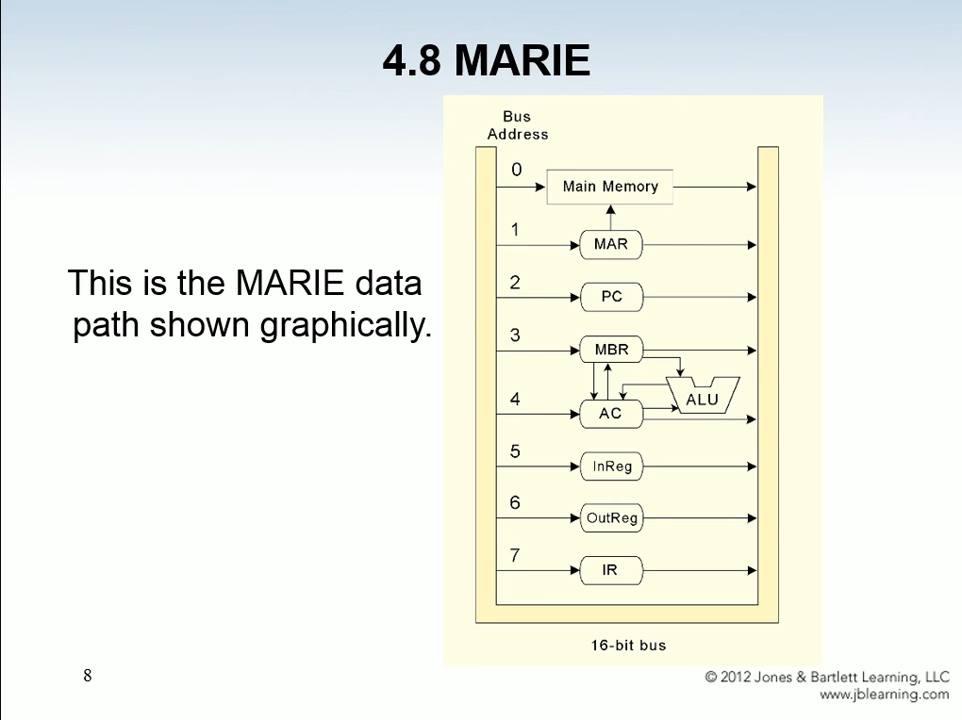 4.8 MARIE
This is the MARIE data
path shown graphically.
Bus
Address
0
Main Memory
1
MAR
2
PC
3
MBR
ALU
4
AC
5
InReg
6
OutReg
7
IR
16-bit bus
8
© 2012 Jones & Bartlett Learning, LLC
www.jblearning.com